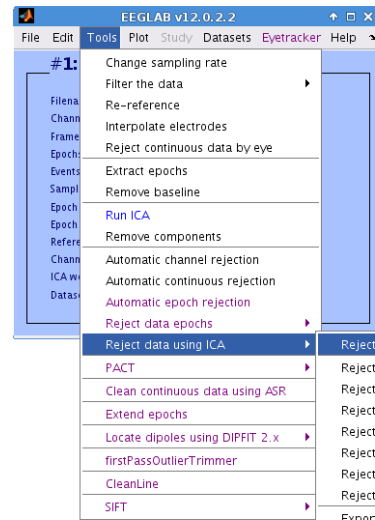 EEGLAB v12.0.2.2
File Edit Tools Plot Study Datasets Eyetracker Help
#1:
Filena
Chann
Frame
Epochs
Events
Sampl
Epoch
Epoch
Refere
Chann
ICA we
Datas
Change sampling rate
Filter the data
Re-reference
Interpolate electrodes
Reject continuous data by eye
Extract epochs
Remove baseline
Run ICA
Remove components
Automatic channel rejection
Automatic continuous rejection
Automatic epoch rejection
Reject data epochs
Reject data using ICA
PACT
Clean continuous data using ASR
Extend epochs
Locate dipoles using DIPFIT 2.x
firstPassOutlierTrimmer
CleanLine
SIFT
Reject
Reject
Reject
Reject
Reject
Reject
Reject
Reject
Expor